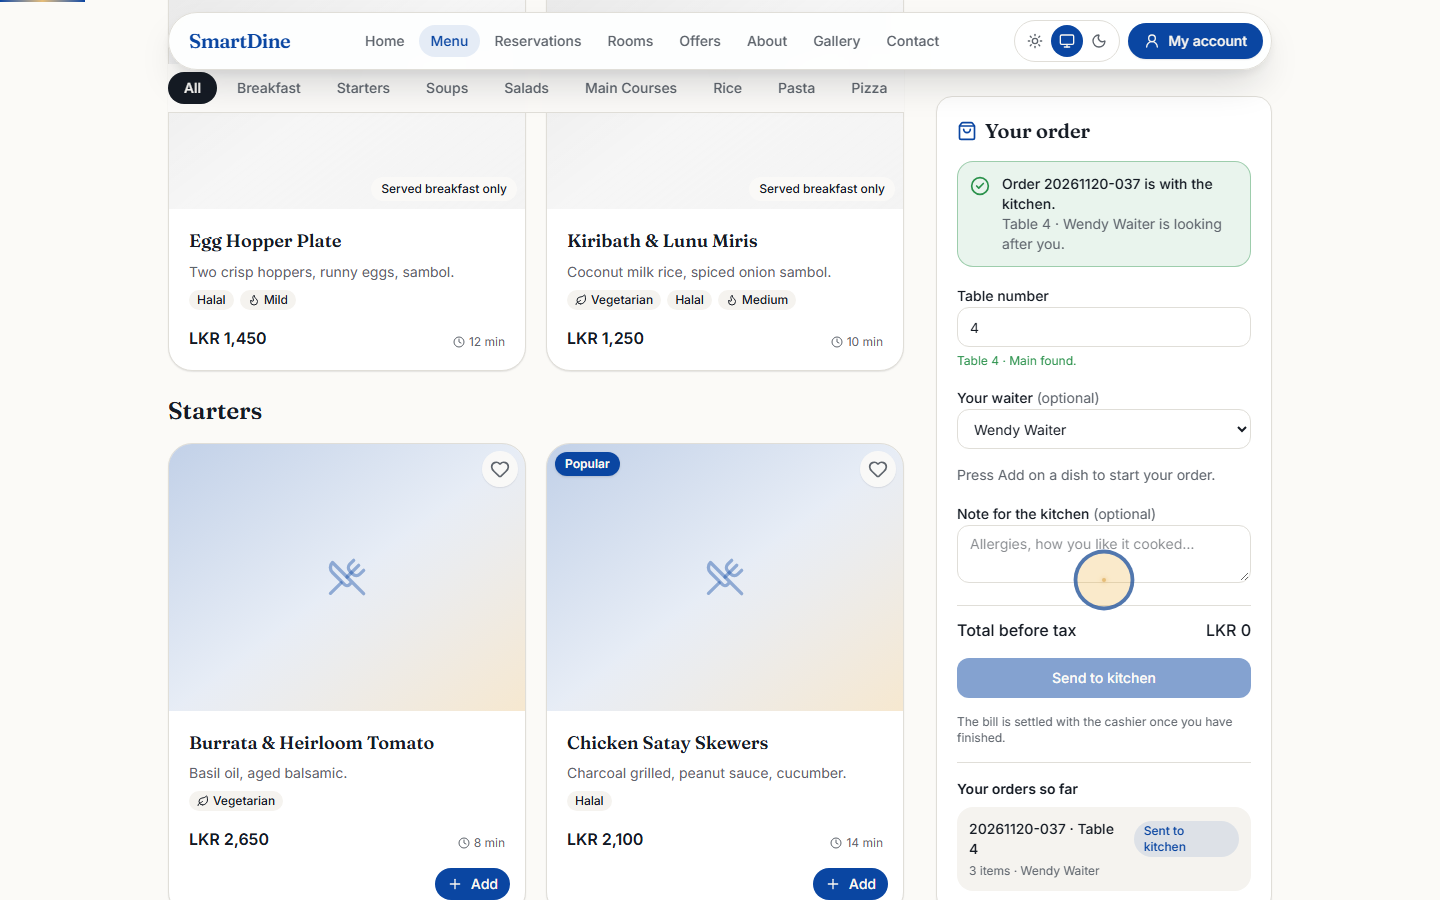 SmartDine
Home
Menu
Reservations
Rooms
Offers
About
Gallery
Contact
My account
All
Breakfast
Starters
Soups
Salads
Main Courses
Rice
Pasta
Pizza
Served breakfast only
Served breakfast only
Egg Hopper Plate
Two crisp hoppers, runny eggs, sambol.
Halal
Mild
LKR 1,450
12 min
Kiribath & Lunu Miris
Coconut milk rice, spiced onion sambol.
Vegetarian
Halal
Medium
LKR 1,250
10 min
Starters
Burrata & Heirloom Tomato
Basil oil, aged balsamic.
Vegetarian
LKR 2,650
8 min
Add
Popular
Chicken Satay Skewers
Charcoal grilled, peanut sauce, cucumber.
Halal
LKR 2,100
14 min
Add
Your order
Order 20261120-037 is with the
kitchen.
Table 4 · Wendy Waiter is looking
after you.
Table number
4
Table 4 · Main found.
Your waiter (optional)
Wendy Waiter
Press Add on a dish to start your order.
Note for the kitchen (optional)
Allergies, how you like it cooked...
Total before tax
LKR 0
Send to kitchen
The bill is settled with the cashier once you have
finished.
Your orders so far
20261120-037 · Table
4
Sent to
kitchen
3 items · Wendy Waiter